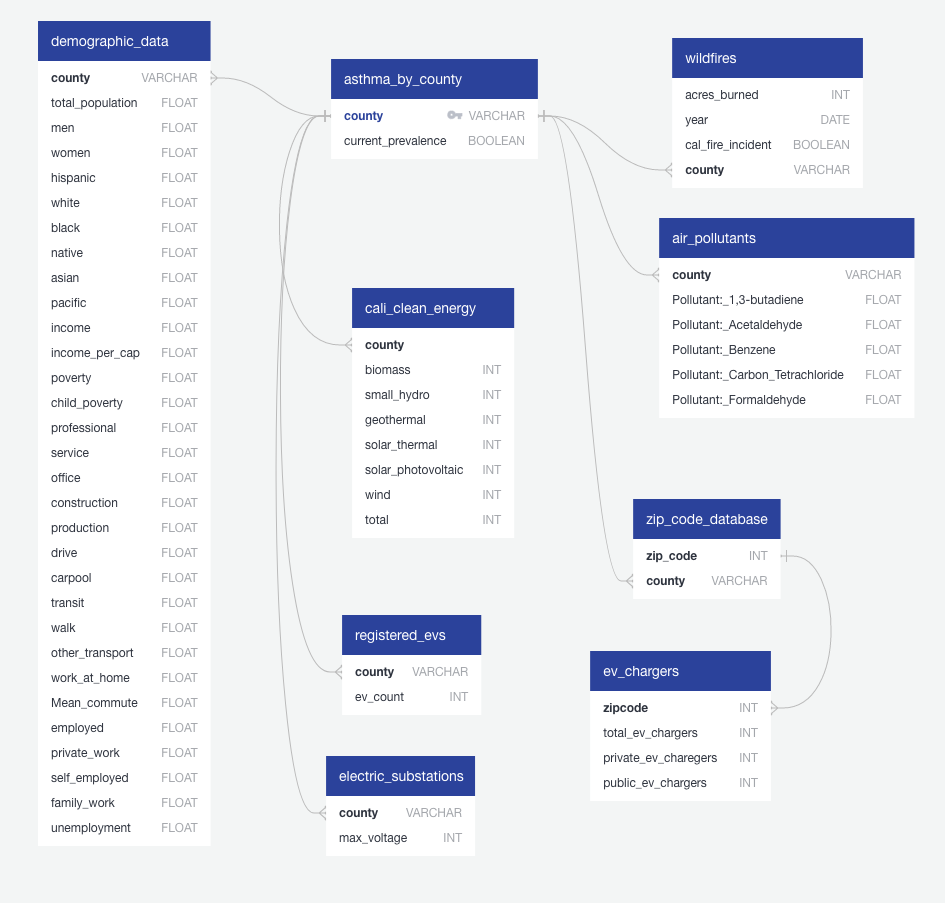 demographic_data
county VARCHAR
total_population FLOAT
men FLOAT
women FLOAT
hispanic FLOAT
white FLOAT
black FLOAT
native FLOAT
asian FLOAT
pacific FLOAT
income FLOAT
income_per_cap FLOAT
poverty FLOAT
child_poverty FLOAT
professional FLOAT
service FLOAT
office FLOAT
construction FLOAT
production FLOAT
drive FLOAT
carpool FLOAT
transit FLOAT
walk FLOAT
other_transport FLOAT
work_at_home FLOAT
Mean_commute FLOAT
employed FLOAT
private_work FLOAT
self_employed FLOAT
family_work FLOAT
unemployment FLOAT
asthma_by_county
county VARCHAR
current_prevalence BOOLEAN
cali_clean_energy
county
biomass INT
small_hydro INT
geothermal INT
solar_thermal INT
solar_photovoltaic INT
wind INT
total INT
registered_evs
county VARCHAR
ev_count INT
electric_substations
county VARCHAR
max_voltage INT
wildfires
acres_burned INT
year DATE
cal_fire_incident BOOLEAN
county VARCHAR
air_pollutants
county VARCHAR
Pollutant:_1,3-butadiene FLOAT
Pollutant:_Acetaldehyde FLOAT
Pollutant:_Benzene FLOAT
Pollutant:_Carbon_Tetrachloride FLOAT
Pollutant:_Formaldehyde FLOAT
zip_code_database
zip_code INT
county VARCHAR
ev_chargers
zipcode INT
total_ev_chargers INT
private_ev_charegers INT
public_ev_chargers INT